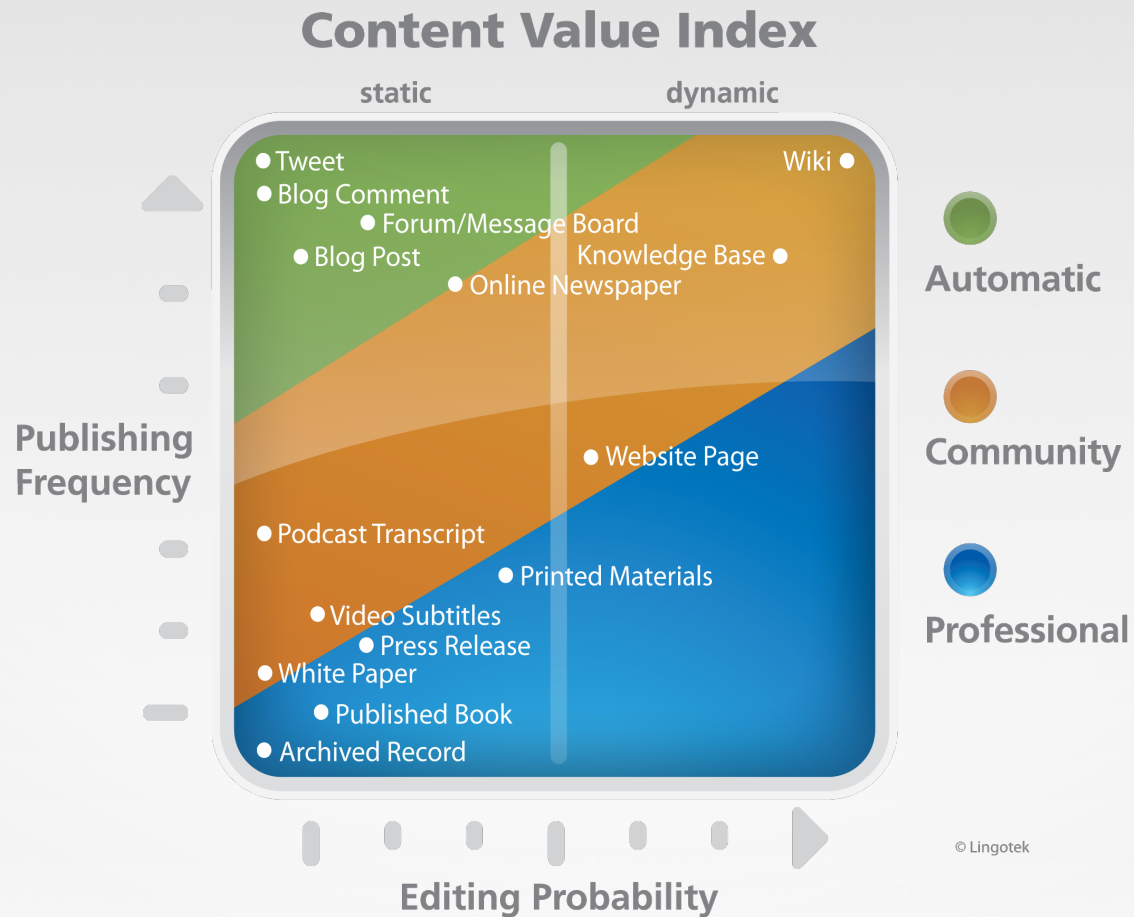 Content Value Index
static
dynamic
Tweet
Wiki
Blog Comment
Forum/Message Board
Blog Post
Knowledge Base
Online Newspaper
Automatic
Publishing
Frequency
Community
Website Page
Podcast Transcript
Printed Materials
Video Subtitles
Professional
Press Release
White Paper
Published Book
Archived Record
© Lingotek
Editing Probability